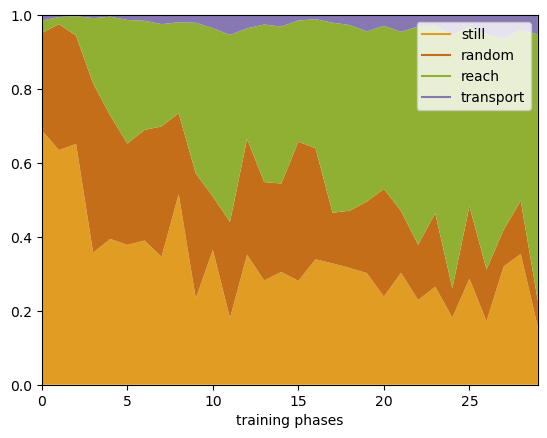 1.0
0.8
0.6
0.4
0.2
0.0
0 5 10 15 20 25
training phases
still
random
reach
transport